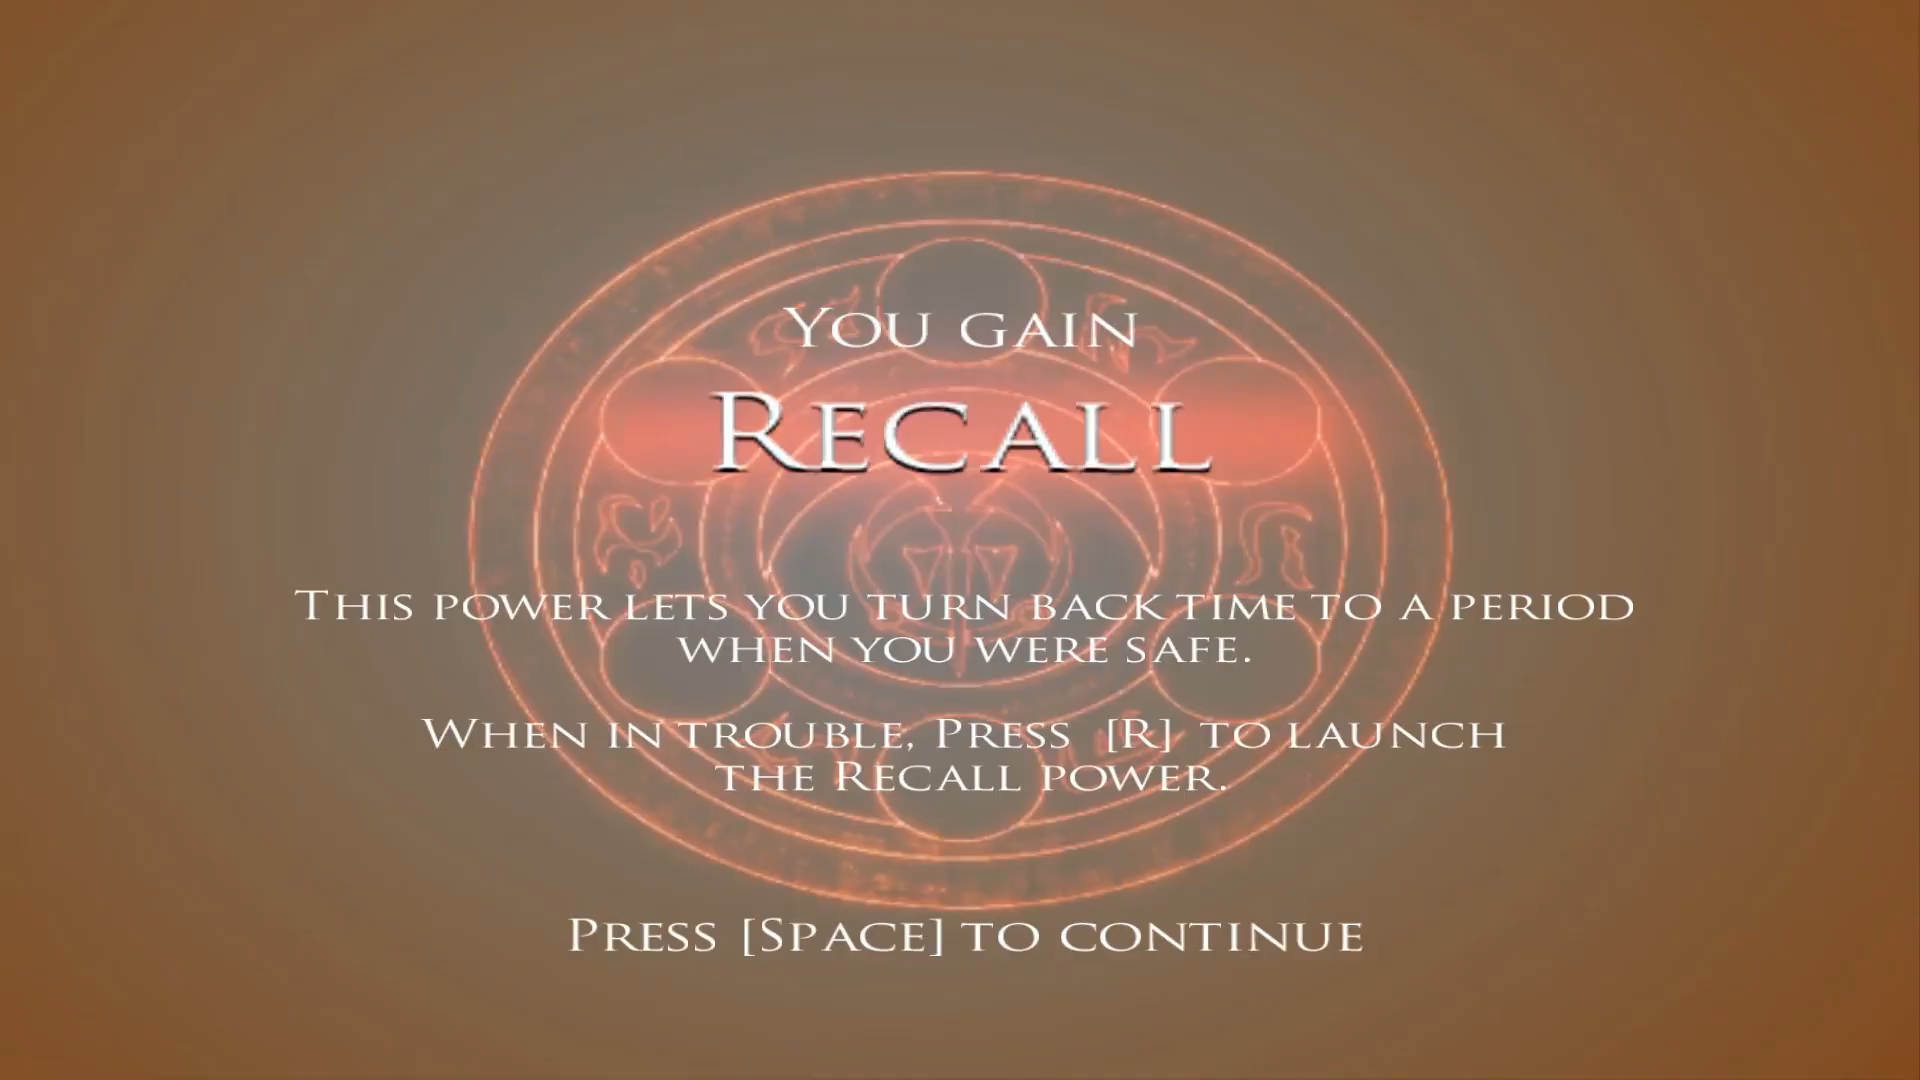 You gain
Recall
This power lets you turn back time to a period
when you were safe.
When in trouble, Press [R] to launch
the Recall power.
Press [Space] to continue